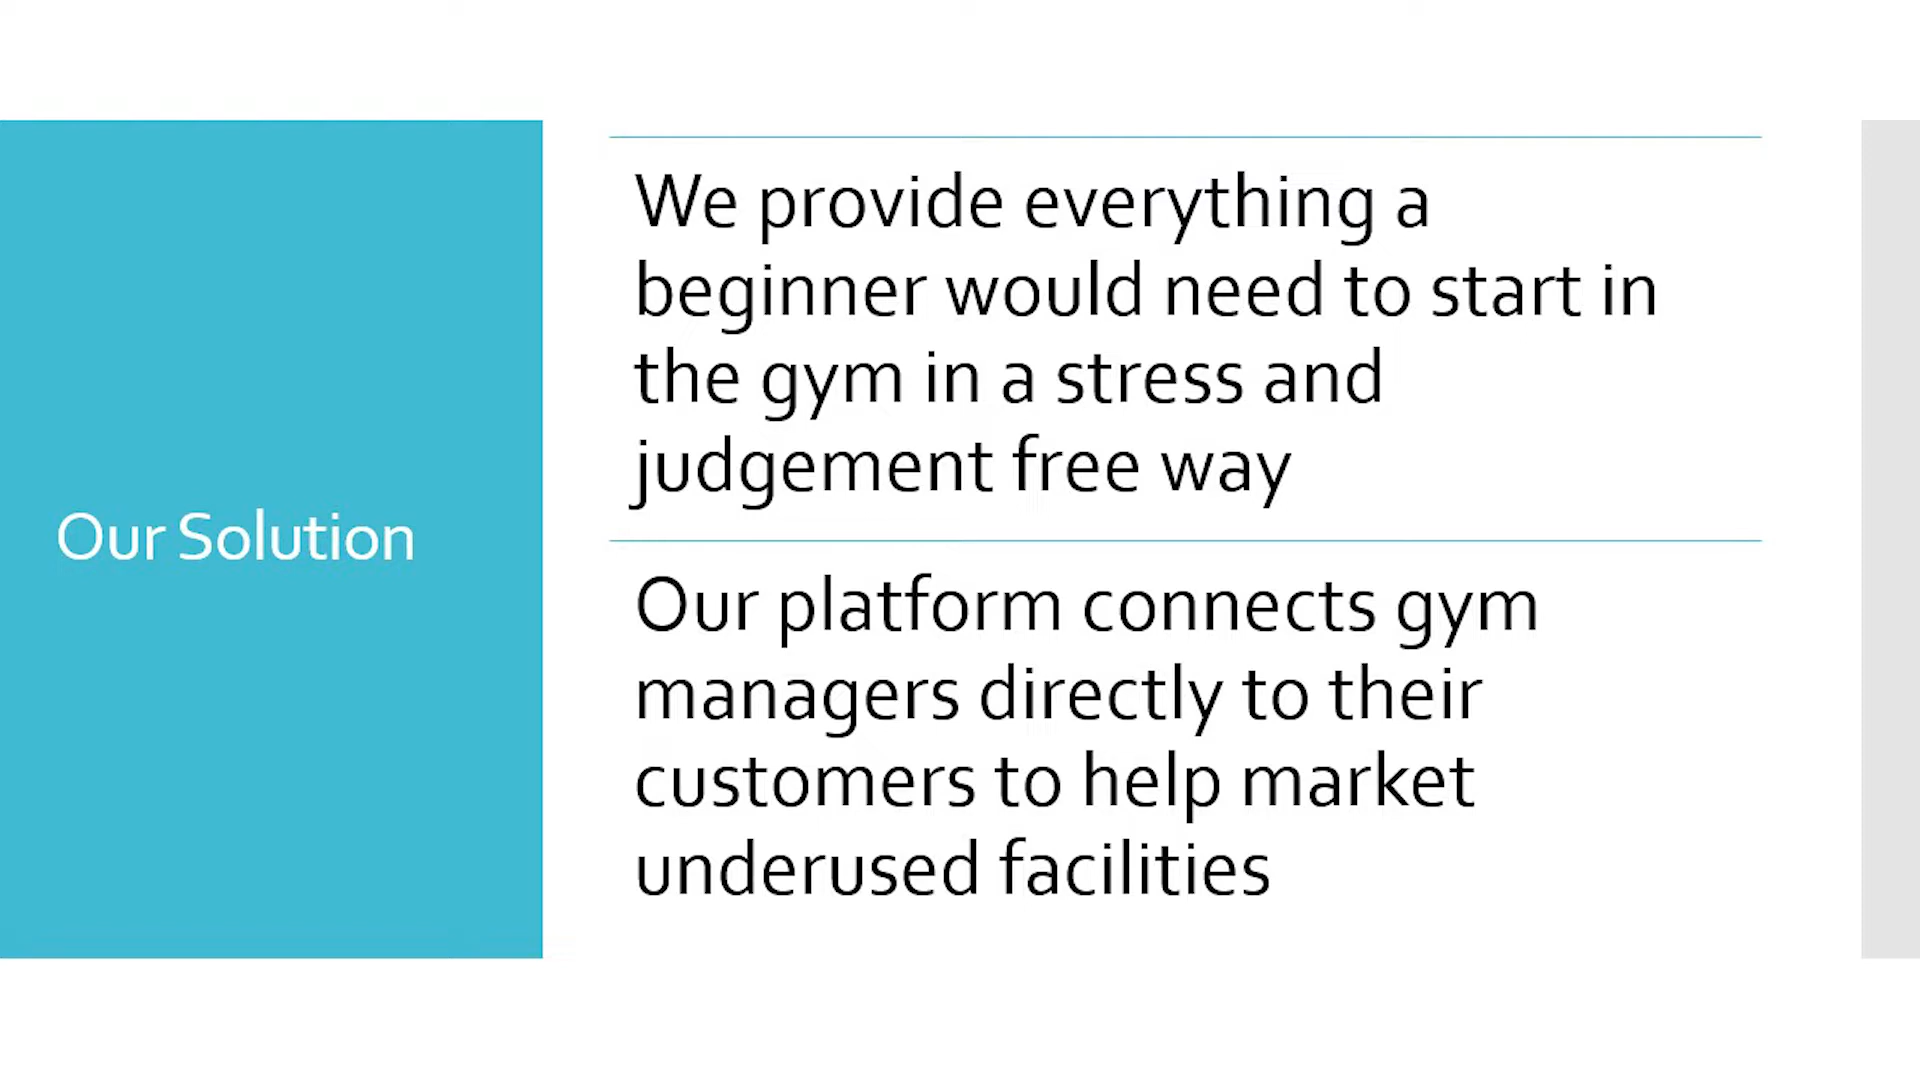 Our Solution
We provide everything a
beginner would need to start in
the gym in a stress and
judgement free way
Our platform connects gym
managers directly to their
customers to help market
underused facilities